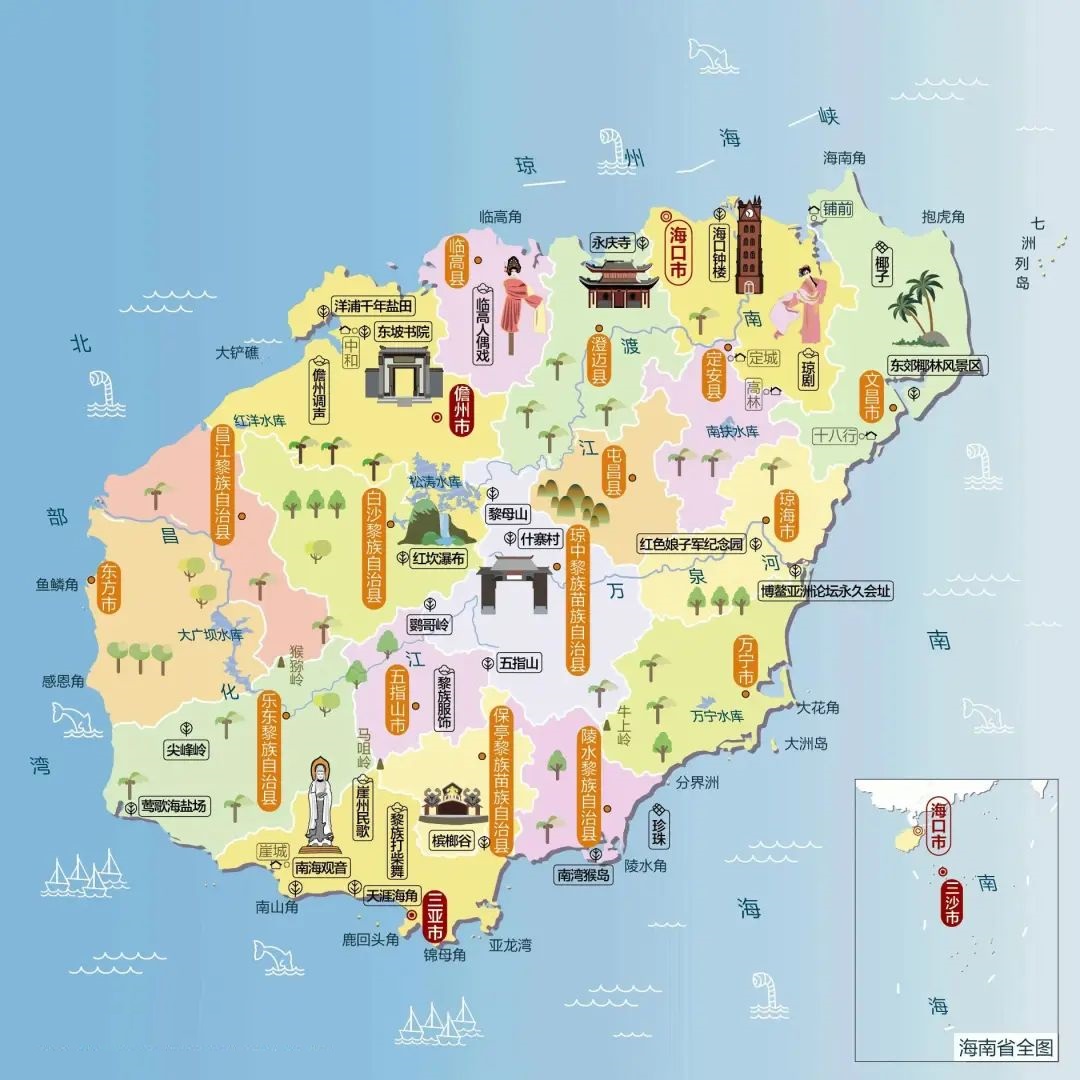 琼州海峡
海南角
铺前
抱虎角
七洲列岛
临高角
临高县
永庆寺
海口市
海口钟楼
椰子
临高人偶戏
洋浦千年盐田
东坡书院
中和
北部湾
大铲礁
儋州调声
儋州市
澄迈县
南渡江
定安县
定城
高林
琼剧
东郊椰林风景区
文昌市
十八行
红洋水库
南扶水库
昌江黎族自治县
松涛水库
白沙黎族自治县
屯昌县
黎母山
什寨村
琼海市
红色娘子军纪念园
红坎瀑布
琼中黎族苗族自治县
万泉河
博鳌亚洲论坛永久会址
昌化江
东方市
鱼鳞角
大广坝水库
鹦哥岭
猴猕岭
五指山
万宁市
感恩角
五指山市
黎族服饰
乐东黎族自治县
保亭黎族苗族自治县
牛上岭
万宁水库
大花角
大洲岛
尖峰岭
马咀岭
陵水黎族自治县
分界洲
莺歌海盐场
崖州民歌
黎族打柴舞
槟榔谷
珍珠
崖城
南海观音
南湾猴岛
陵水角
天涯海角
三亚市
南山角
鹿回头角
锦母角
亚龙湾
南海
海口市
三沙市
南海
海南省全图